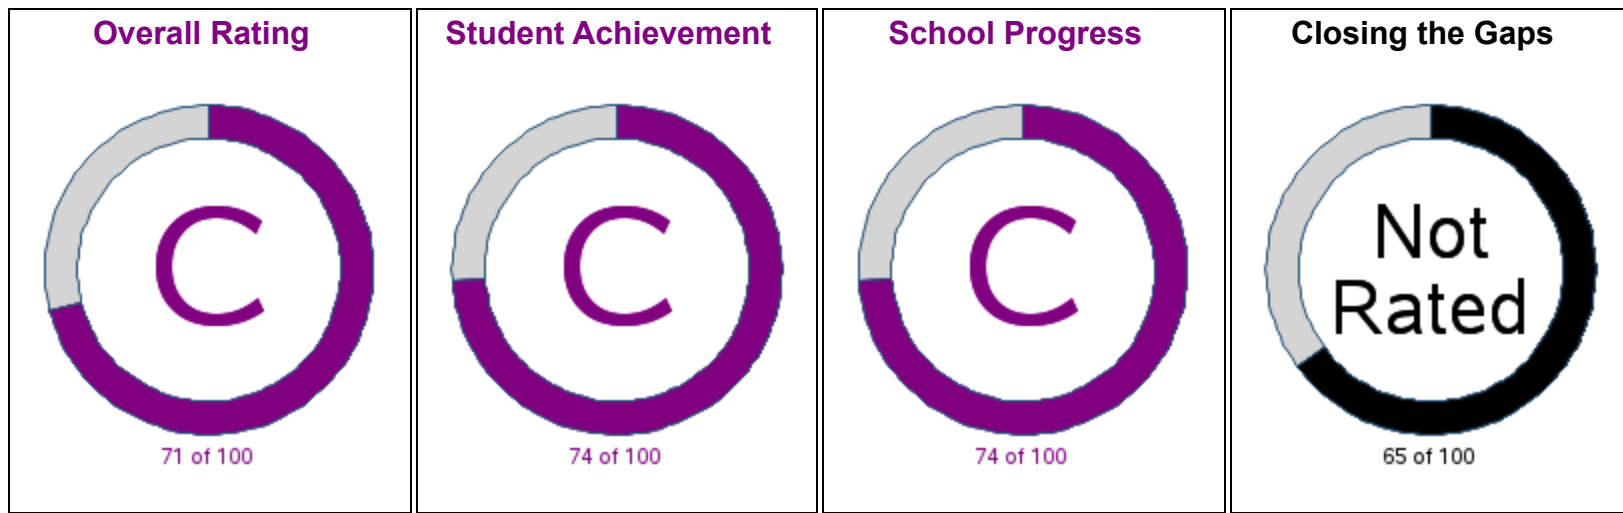 Overall Rating
C
71 of 100
Student Achievement
C
74 of 100
School Progress
C
74 of 100
Closing the Gaps
Not
Rated
65 of 100